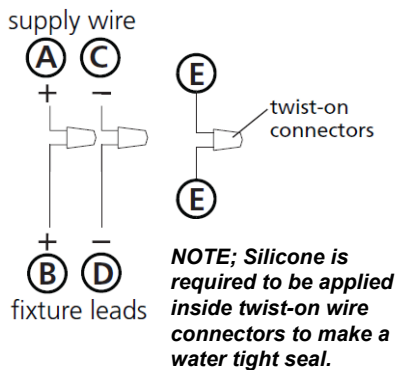 supply wire
A C
E
+ −
twist-on
connectors
E
+ −
B D
NOTE; Silicone is
required to be applied
inside twist-on wire
connectors to make a
water tight seal.
fixture leads